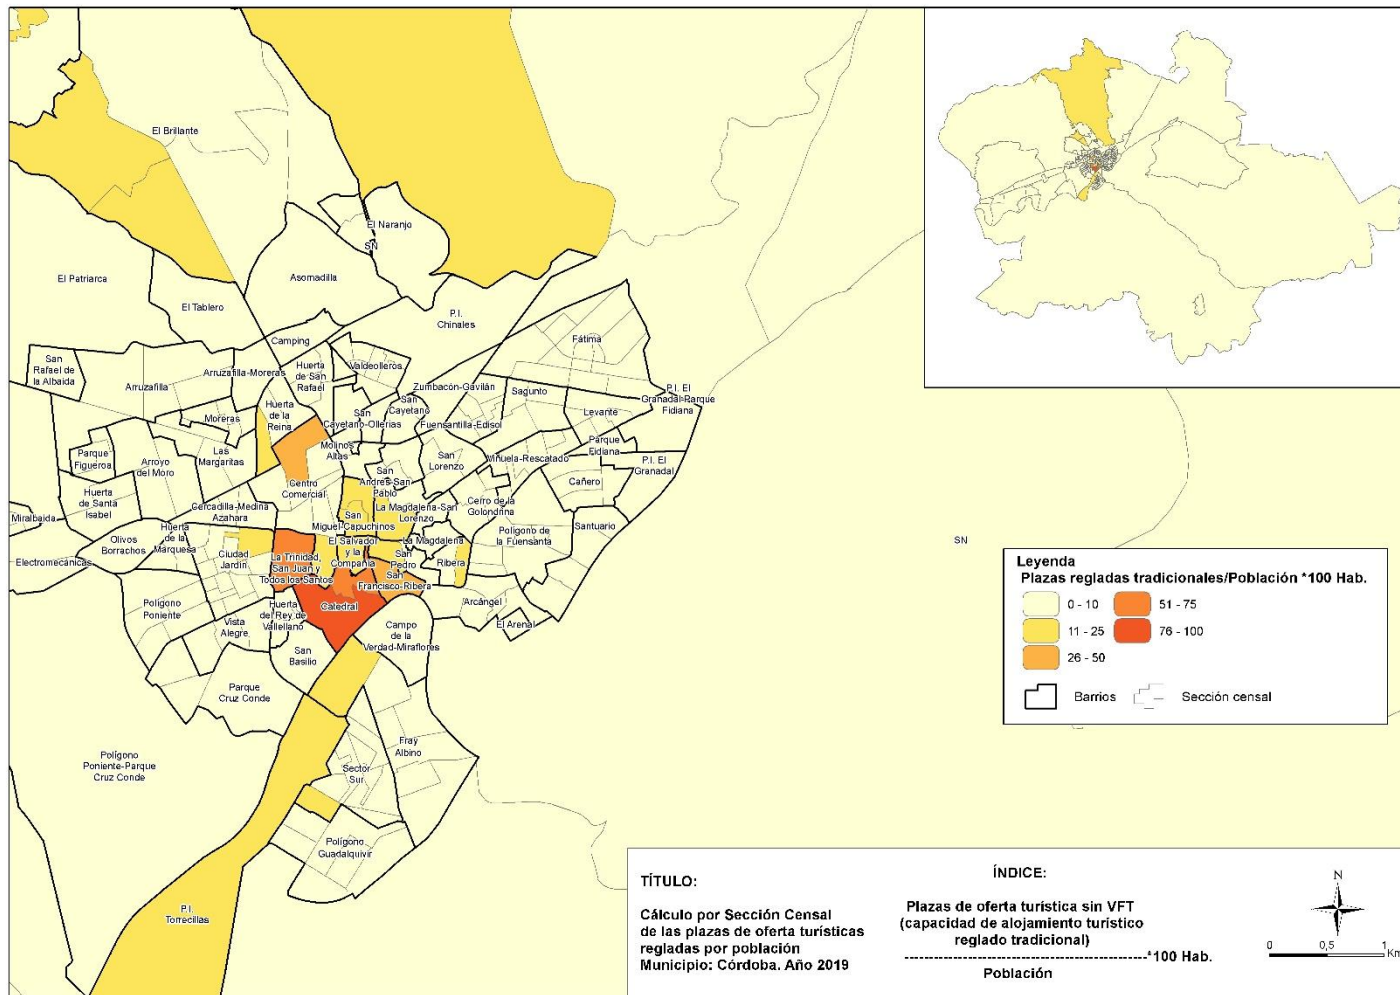 El Brillante
El Naranjo
SN
El Patriarca
Asomadilla
El Tablero
P.I.
Chinales
Camping
Fátima
San
Rafael de
la Albaida
Arruzafilla
Arruzafilla-Moreras
Huerta
de San
Rafael
Valdeolleros
Zumbacón-Gavilán
Sagunto
P.I. El
Granadal-Parque
Fidiana
Huerta
de la
Reina
San
Cayetano
Moreras
San
Cayetano-Ollerías
Fuensantilla-Edisol
Levante
Parque
Fidiana
Molinos
Altas
Las
Margaritas
Parque
Figueroa
Arroyo
del Moro
San
Lorenzo
Viñuela-Rescatado
P.I. El
Granadal
San
Andrés-San
Pablo
Cañero
Centro
Comercial
Huerta
de Santa
Isabel
Cercadilla-Medina
Azahara
La Magdalena-San
Lorenzo
Cerro de la
Golondrina
Miralbaida
San
Miguel-Capuchinos
Santuario
Huerta
de la
Marquesa
Polígono de
la Fuensanta
Olivos
Borrachos
El Salvador
y la
Compañía
La Magdalena
Electromecánicas
Ciudad
Jardín
La Trinidad,
San Juan y
Todos los Santos
San
Pedro
Ribera
San
Francisco-Ribera
Polígono
Poniente
Huerta
del Rey de
Vallellano
Catedral
Arcángel
Vista
Alegre
El Arenal
Campo
de la
Verdad-Miraflores
San
Basilio
Parque
Cruz Conde
Polígono
Poniente-Parque
Cruz Conde
Fray
Albino
Sector
Sur
Polígono
Guadalquivir
P.I.
Torrecillas
SN
Leyenda
Plazas regladas tradicionales/Población *100 Hab.
0 - 10
51 - 75
11 - 25
76 - 100
26 - 50
Barrios
Sección censal
TÍTULO:
Cálculo por Sección Censal
de las plazas de oferta turísticas
regladas por población
Municipio: Córdoba. Año 2019
ÍNDICE:
Plazas de oferta turística sin VFT
(capacidad de alojamiento turístico
reglado tradicional)
---------------------------------------------*100 Hab.
Población
N
0 0,5 1
Km